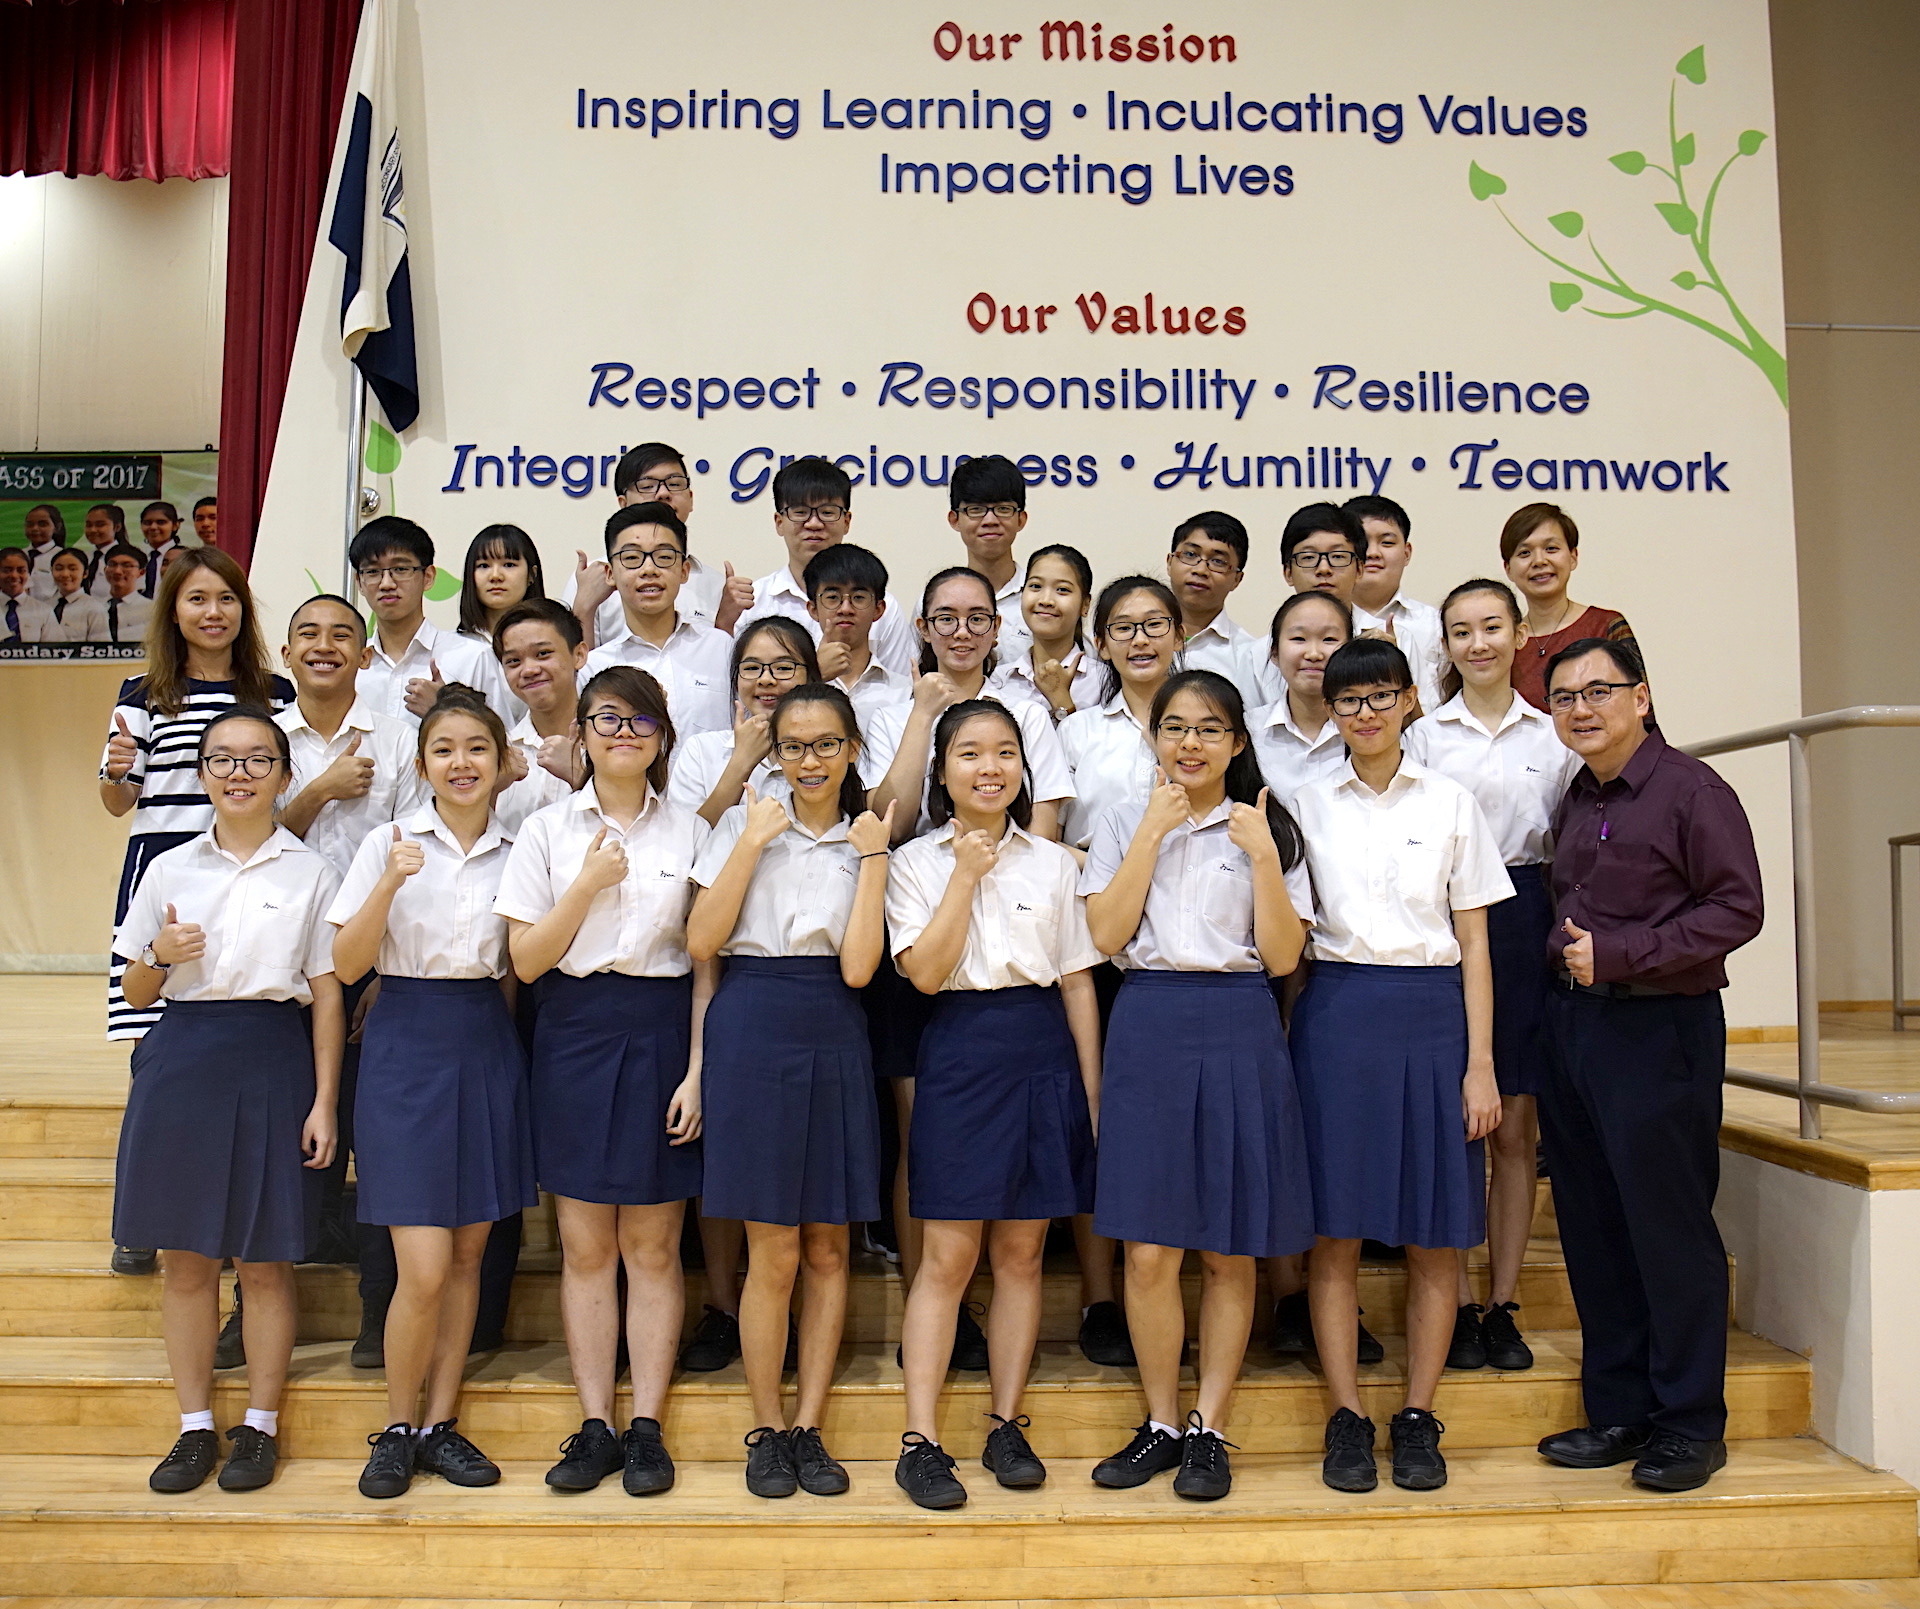 Our Mission
Inspiring Learning • Inculcating Values
Impacting Lives
Our Values
Respect • Responsibility • Resilience
• Humility • Teamwork
ASS OF 2017
ondary Schoo